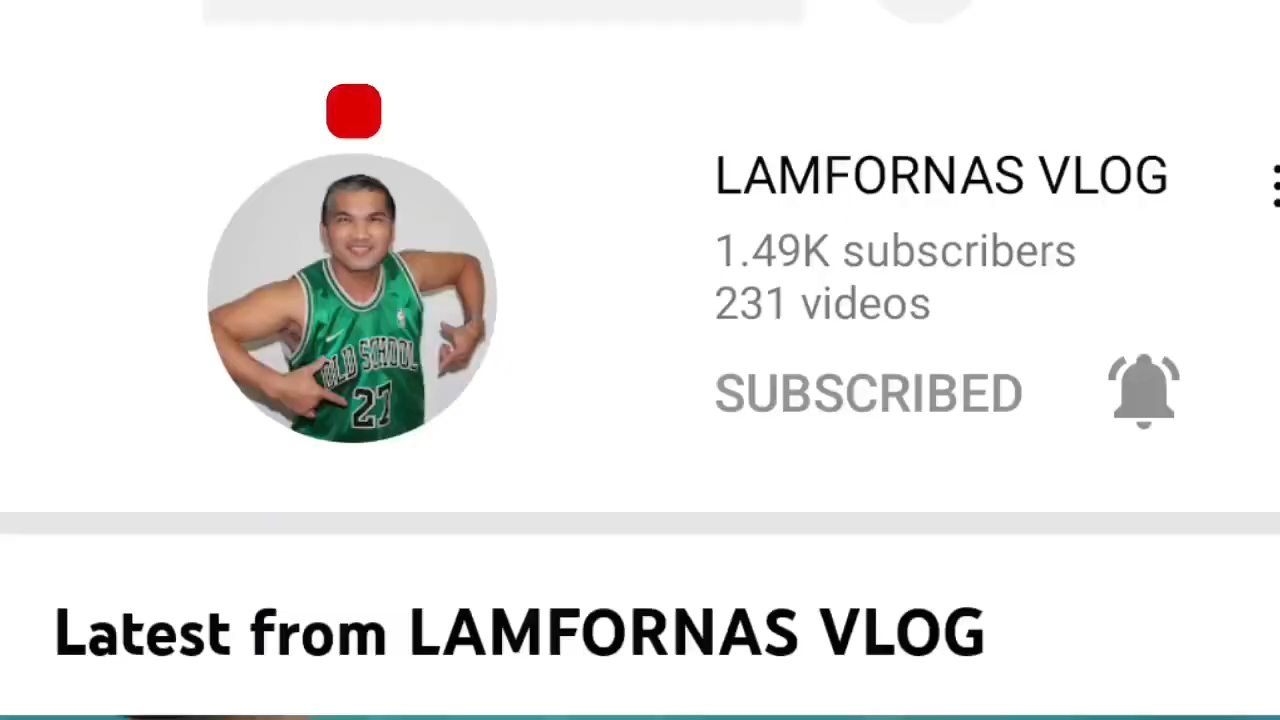 LAMFORNAS VLOG
1.49K subscribers
231 videos
SUBSCRIBED
OLD SCHOOL
27
Latest from LAMFORNAS VLOG